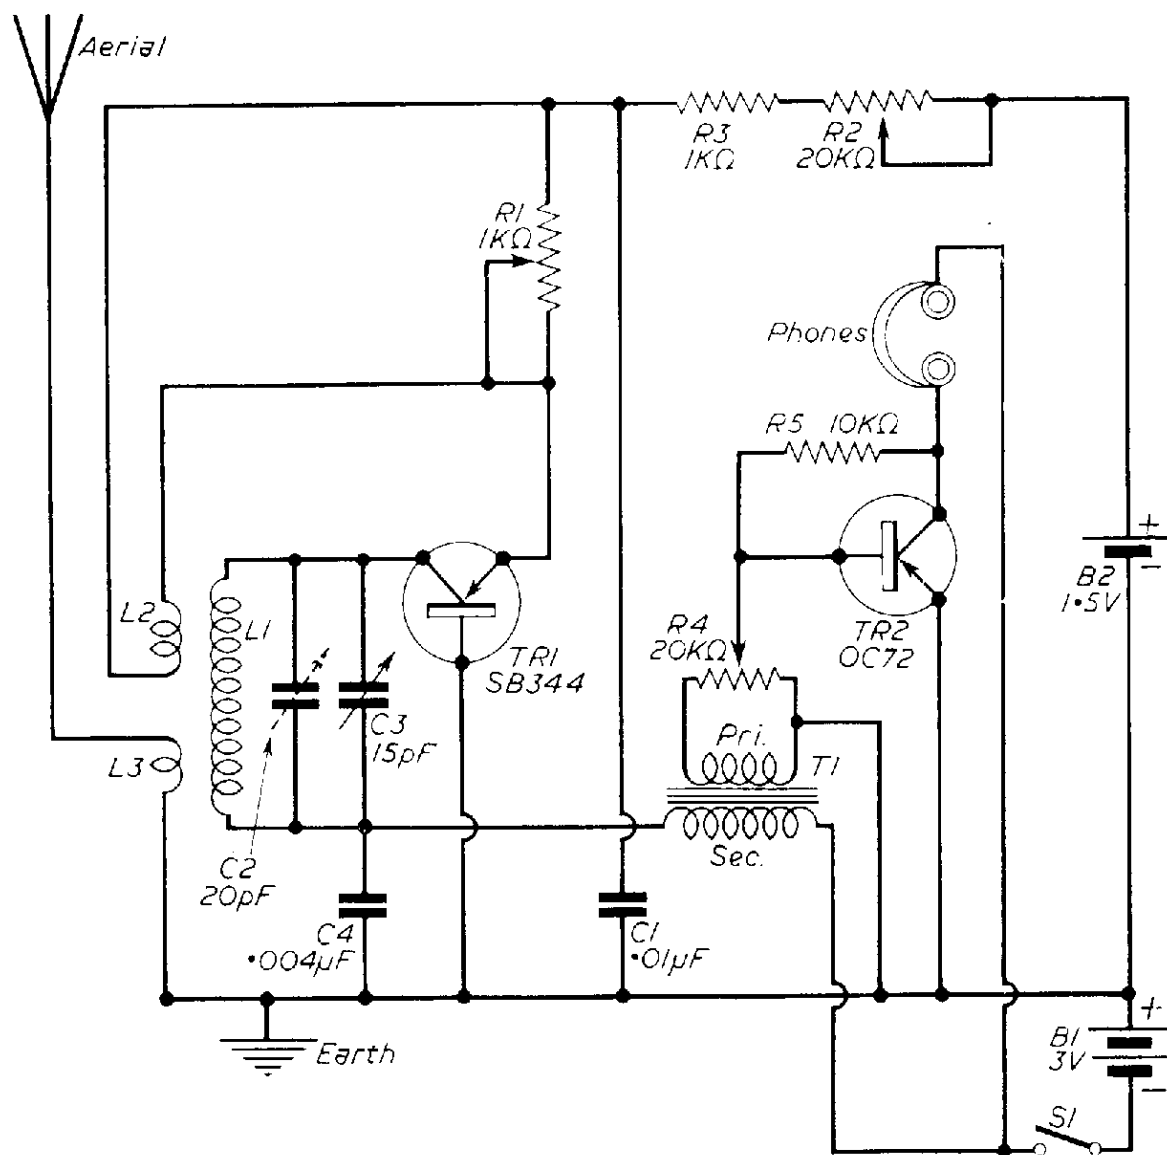 Aerial
R3
1KΩ
R2
20KΩ
R1
1KΩ
Phones
R5 10KΩ
+
B2
1·5V
−
L2
L1
TR1
SB344
R4
20KΩ
TR2
OC72
L3
C3
15pF
Pri.
T1
C2
20pF
Sec.
C4
·004μF
C1
·01μF
Earth
+
B1
3V
−
S1